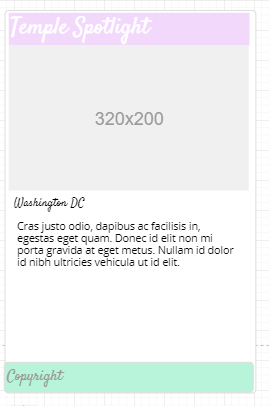 Temple Spotlight
320x200
Washington DC
Cras justo odio, dapibus ac facilisis in,
egestas eget quam. Donec id elit non mi
porta gravida at eget metus. Nullam id dolor
id nibh ultricies vehicula ut id elit.
Copyright